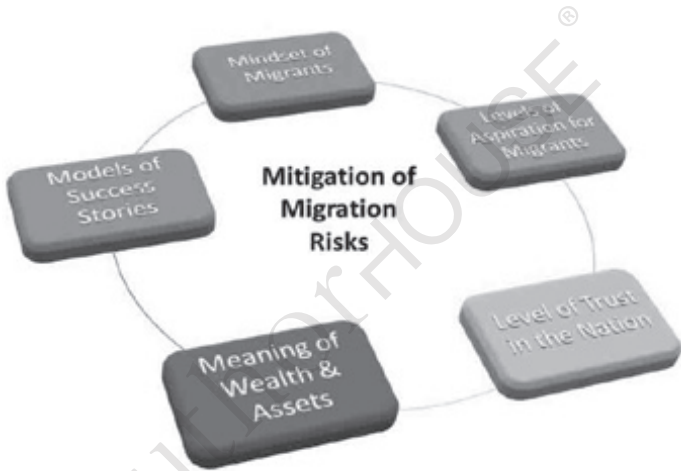 Mindset of
Migrants
Levels of
Aspiration for
Migrants
Level of Trust
in the Nation
Meaning of
Wealth &
Assets
Models of
Success
Stories
Mitigation of
Migration
Risks
authorHOUSE®